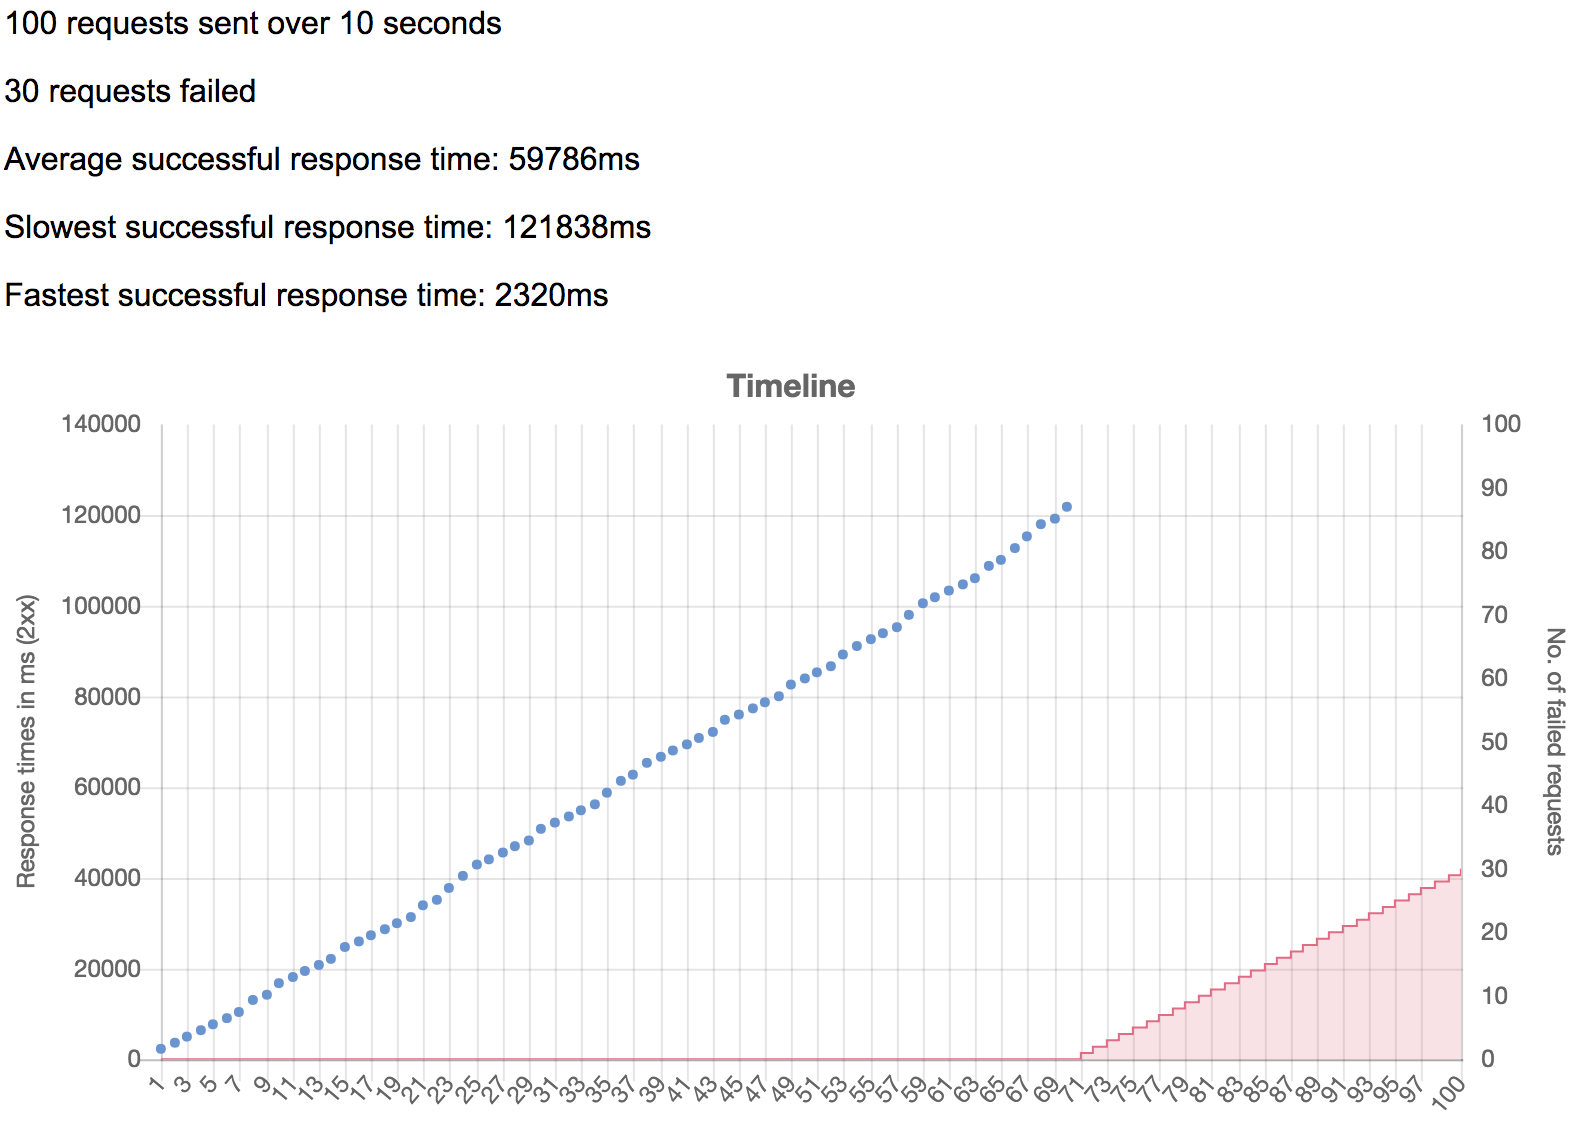 100 requests sent over 10 seconds
30 requests failed
Average successful response time: 59786ms
Slowest successful response time: 121838ms
Fastest successful response time: 2320ms
Timeline
Response times in ms (2xx)
140000
120000
100000
80000
60000
40000
20000
0
100
90
80
70
60
50
40
30
20
10
0
No. of failed requests
1 3 5 7 9 11 13 15 17 19 21 23 25 27 29 31 33 35 37 39 41 43 45 47 49 51 53 55 57 59 61 63 65 67 69 71 73 75 77 79 81 83 85 87 89 91 93 95 97 100